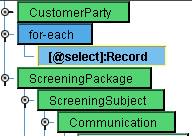 CustomerParty
for-each
[@select]:Record
ScreeningPackage
ScreeningSubject
Communication